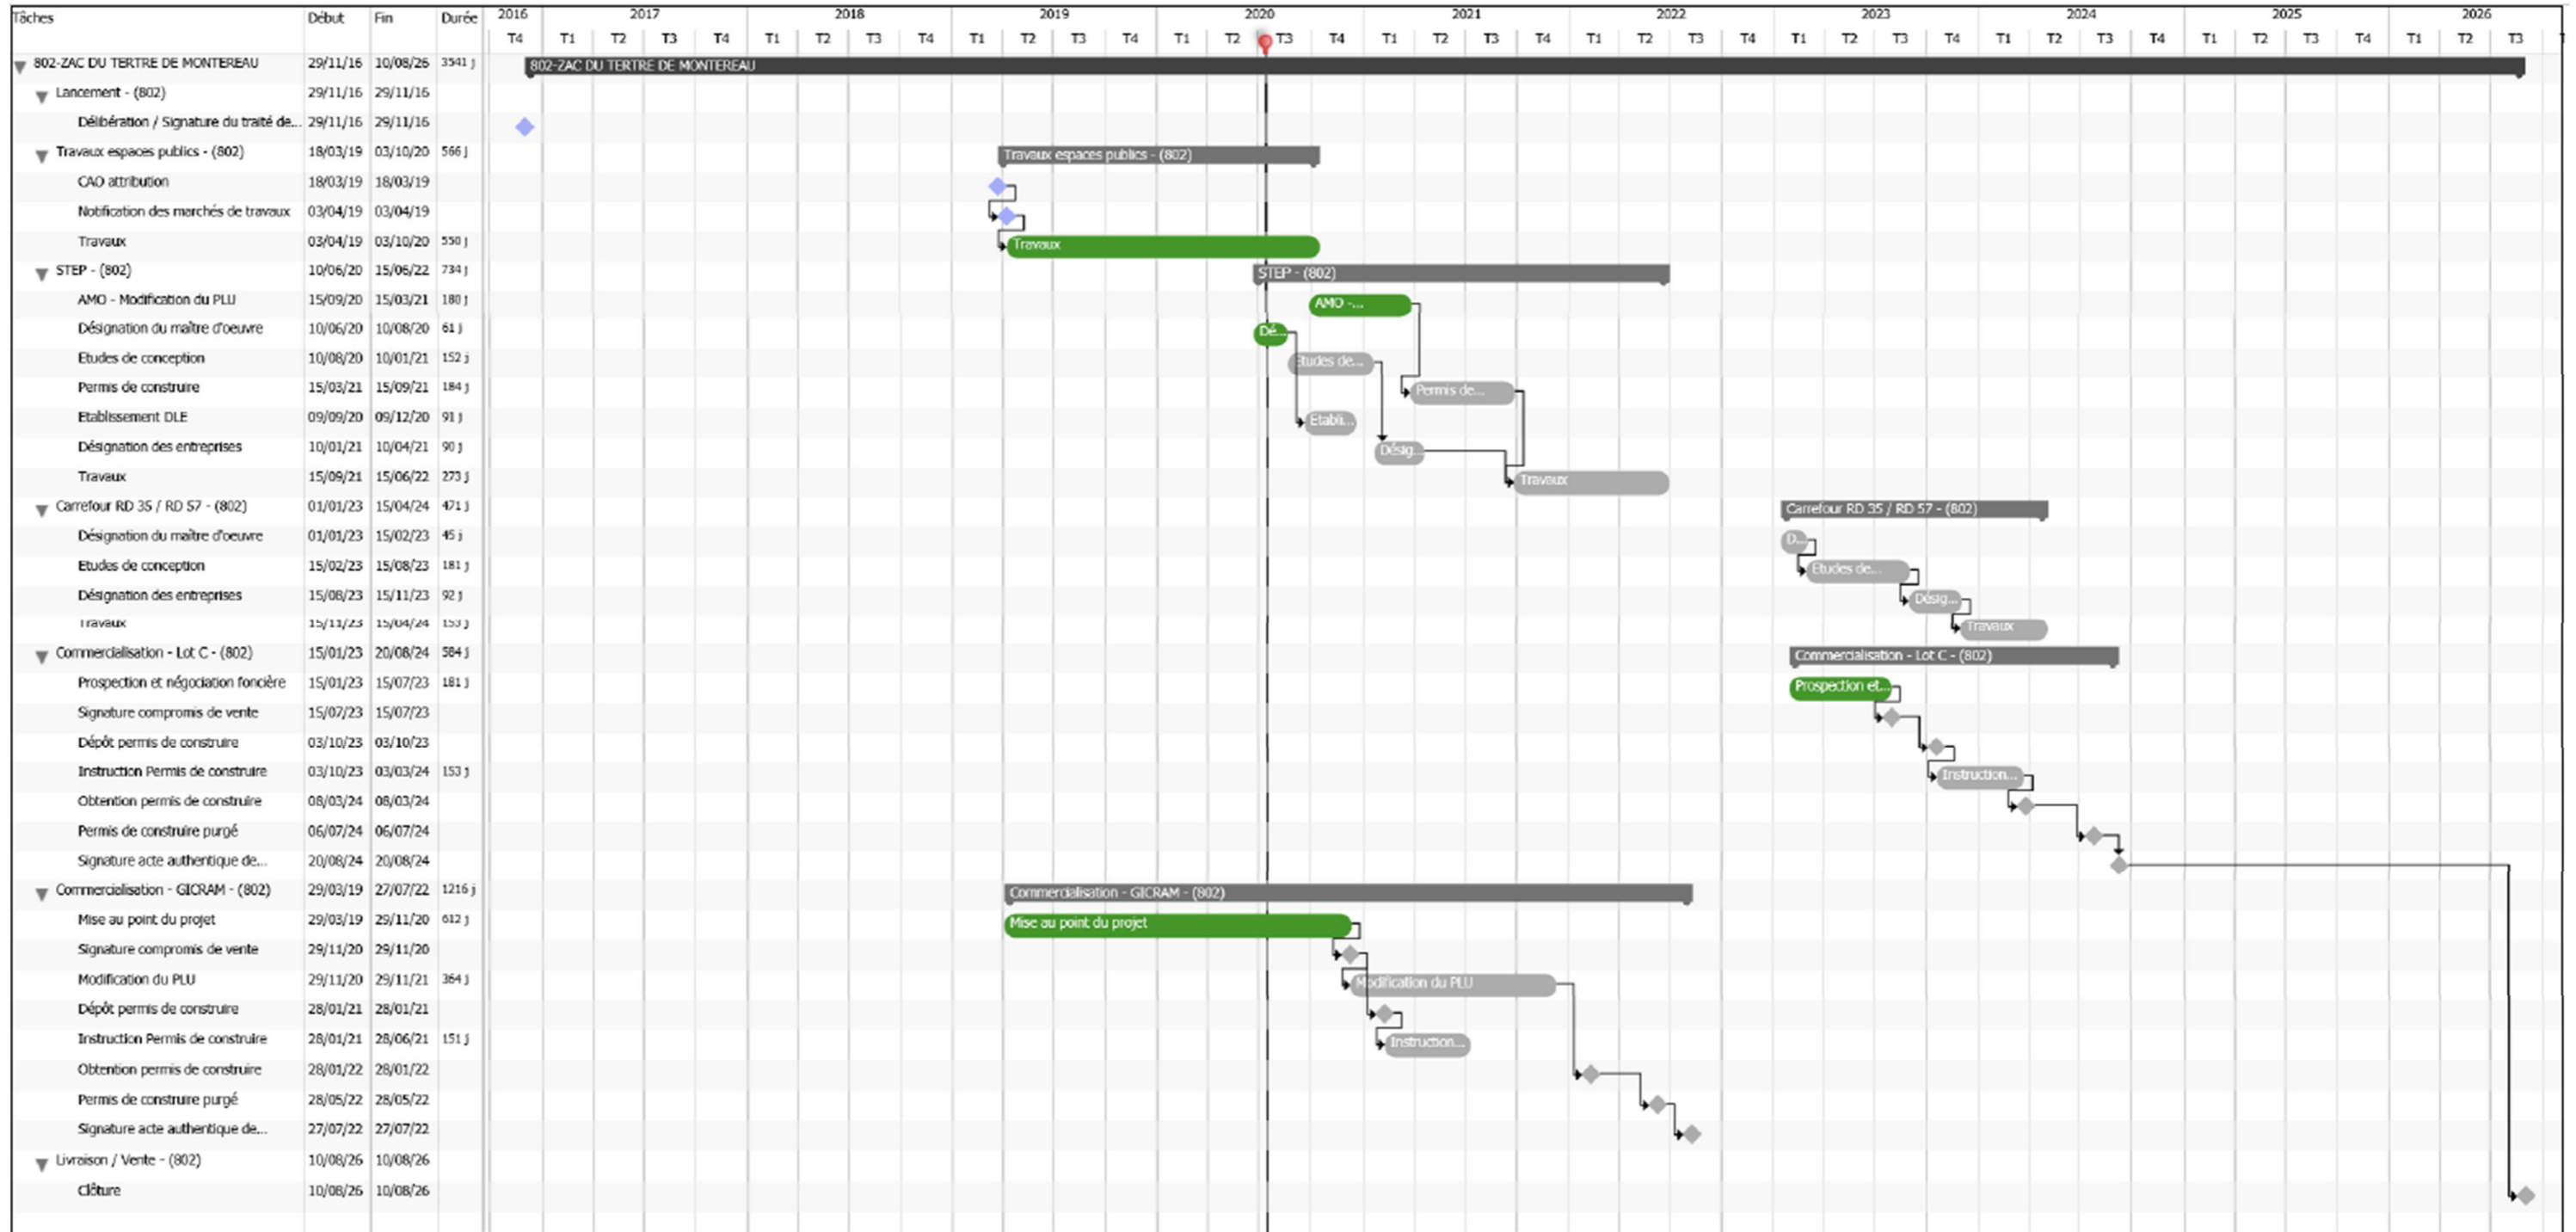 Tâches Début Fin Durée 2016 2017 2018 2019 2020 2021 2022 2023 2024 2025 2026
T4 T1 T2 T3 T4 T1 T2 T3 T4 T1 T2 T3 T4 T1 T2 T3 T4 T1 T2 T3 T4 T1 T2 T3 T4 T1 T2 T3 T4 T1 T2 T3 T4 T1 T2 T3 T4 T1 T2 T3
802-ZAC DU TERTRE DE MONTEREAU 29/11/16 10/08/26 3541 j 802-ZAC DU TERTRE DE MONTEREAU
Lancement - (802) 29/11/16 29/11/16
Délibération / Signature du traité de... 29/11/16 29/11/16
Travaux espaces publics - (802) 18/03/19 03/10/20 566 j Travaux espaces publics - (802)
CAO attribution 18/03/19 18/03/19
Notification des marchés de travaux 03/04/19 03/04/19
Travaux 03/04/19 03/10/20 550 j Travaux
STEP - (802) 10/06/20 15/06/22 734 j STEP - (802)
AMO - Modification du PLU 15/09/20 15/03/21 180 j AMO -...
Désignation du maître d'oeuvre 10/06/20 10/08/20 61 j Dé...
Etudes de conception 10/08/20 10/01/21 152 j Etudes de...
Permis de construire 15/03/21 15/09/21 184 j Permis de...
Etablissement DLE 09/09/20 09/12/20 91 j Etabli...
Désignation des entreprises 10/01/21 10/04/21 90 j Désig...
Travaux 15/09/21 15/06/22 273 j Travaux
Carrefour RD 35 / RD 57 - (802) 01/01/23 15/04/24 471 j Carrefour RD 35 / RD 57 - (802)
Désignation du maître d'oeuvre 01/01/23 15/02/23 45 j D...
Etudes de conception 15/02/23 15/08/23 181 j Etudes de...
Désignation des entreprises 15/08/23 15/11/23 92 j Désig...
Travaux 15/11/23 15/04/24 153 j Travaux
Commercialisation - Lot C - (802) 15/01/23 20/08/24 584 j Commercialisation - Lot C - (802)
Prospection et négociation foncière 15/01/23 15/07/23 181 j Prospection et...
Signature compromis de vente 15/07/23 15/07/23
Dépôt permis de construire 03/10/23 03/10/23
Instruction Permis de construire 03/10/23 03/03/24 153 j Instruction...
Obtention permis de construire 08/03/24 08/03/24
Permis de construire purgé 06/07/24 06/07/24
Signature acte authentique de... 20/08/24 20/08/24
Commercialisation - GICRAM - (802) 29/03/19 27/07/22 1216 j Commercialisation - GICRAM - (802)
Mise au point du projet 29/03/19 29/11/20 612 j Mise au point du projet
Signature compromis de vente 29/11/20 29/11/20
Modification du PLU 29/11/20 29/11/21 364 j Modification du PLU
Dépôt permis de construire 28/01/21 28/01/21
Instruction Permis de construire 28/01/21 28/06/21 151 j Instruction...
Obtention permis de construire 28/01/22 28/01/22
Permis de construire purgé 28/05/22 28/05/22
Signature acte authentique de... 27/07/22 27/07/22
Livraison / Vente - (802) 10/08/26 10/08/26
Clôture 10/08/26 10/08/26